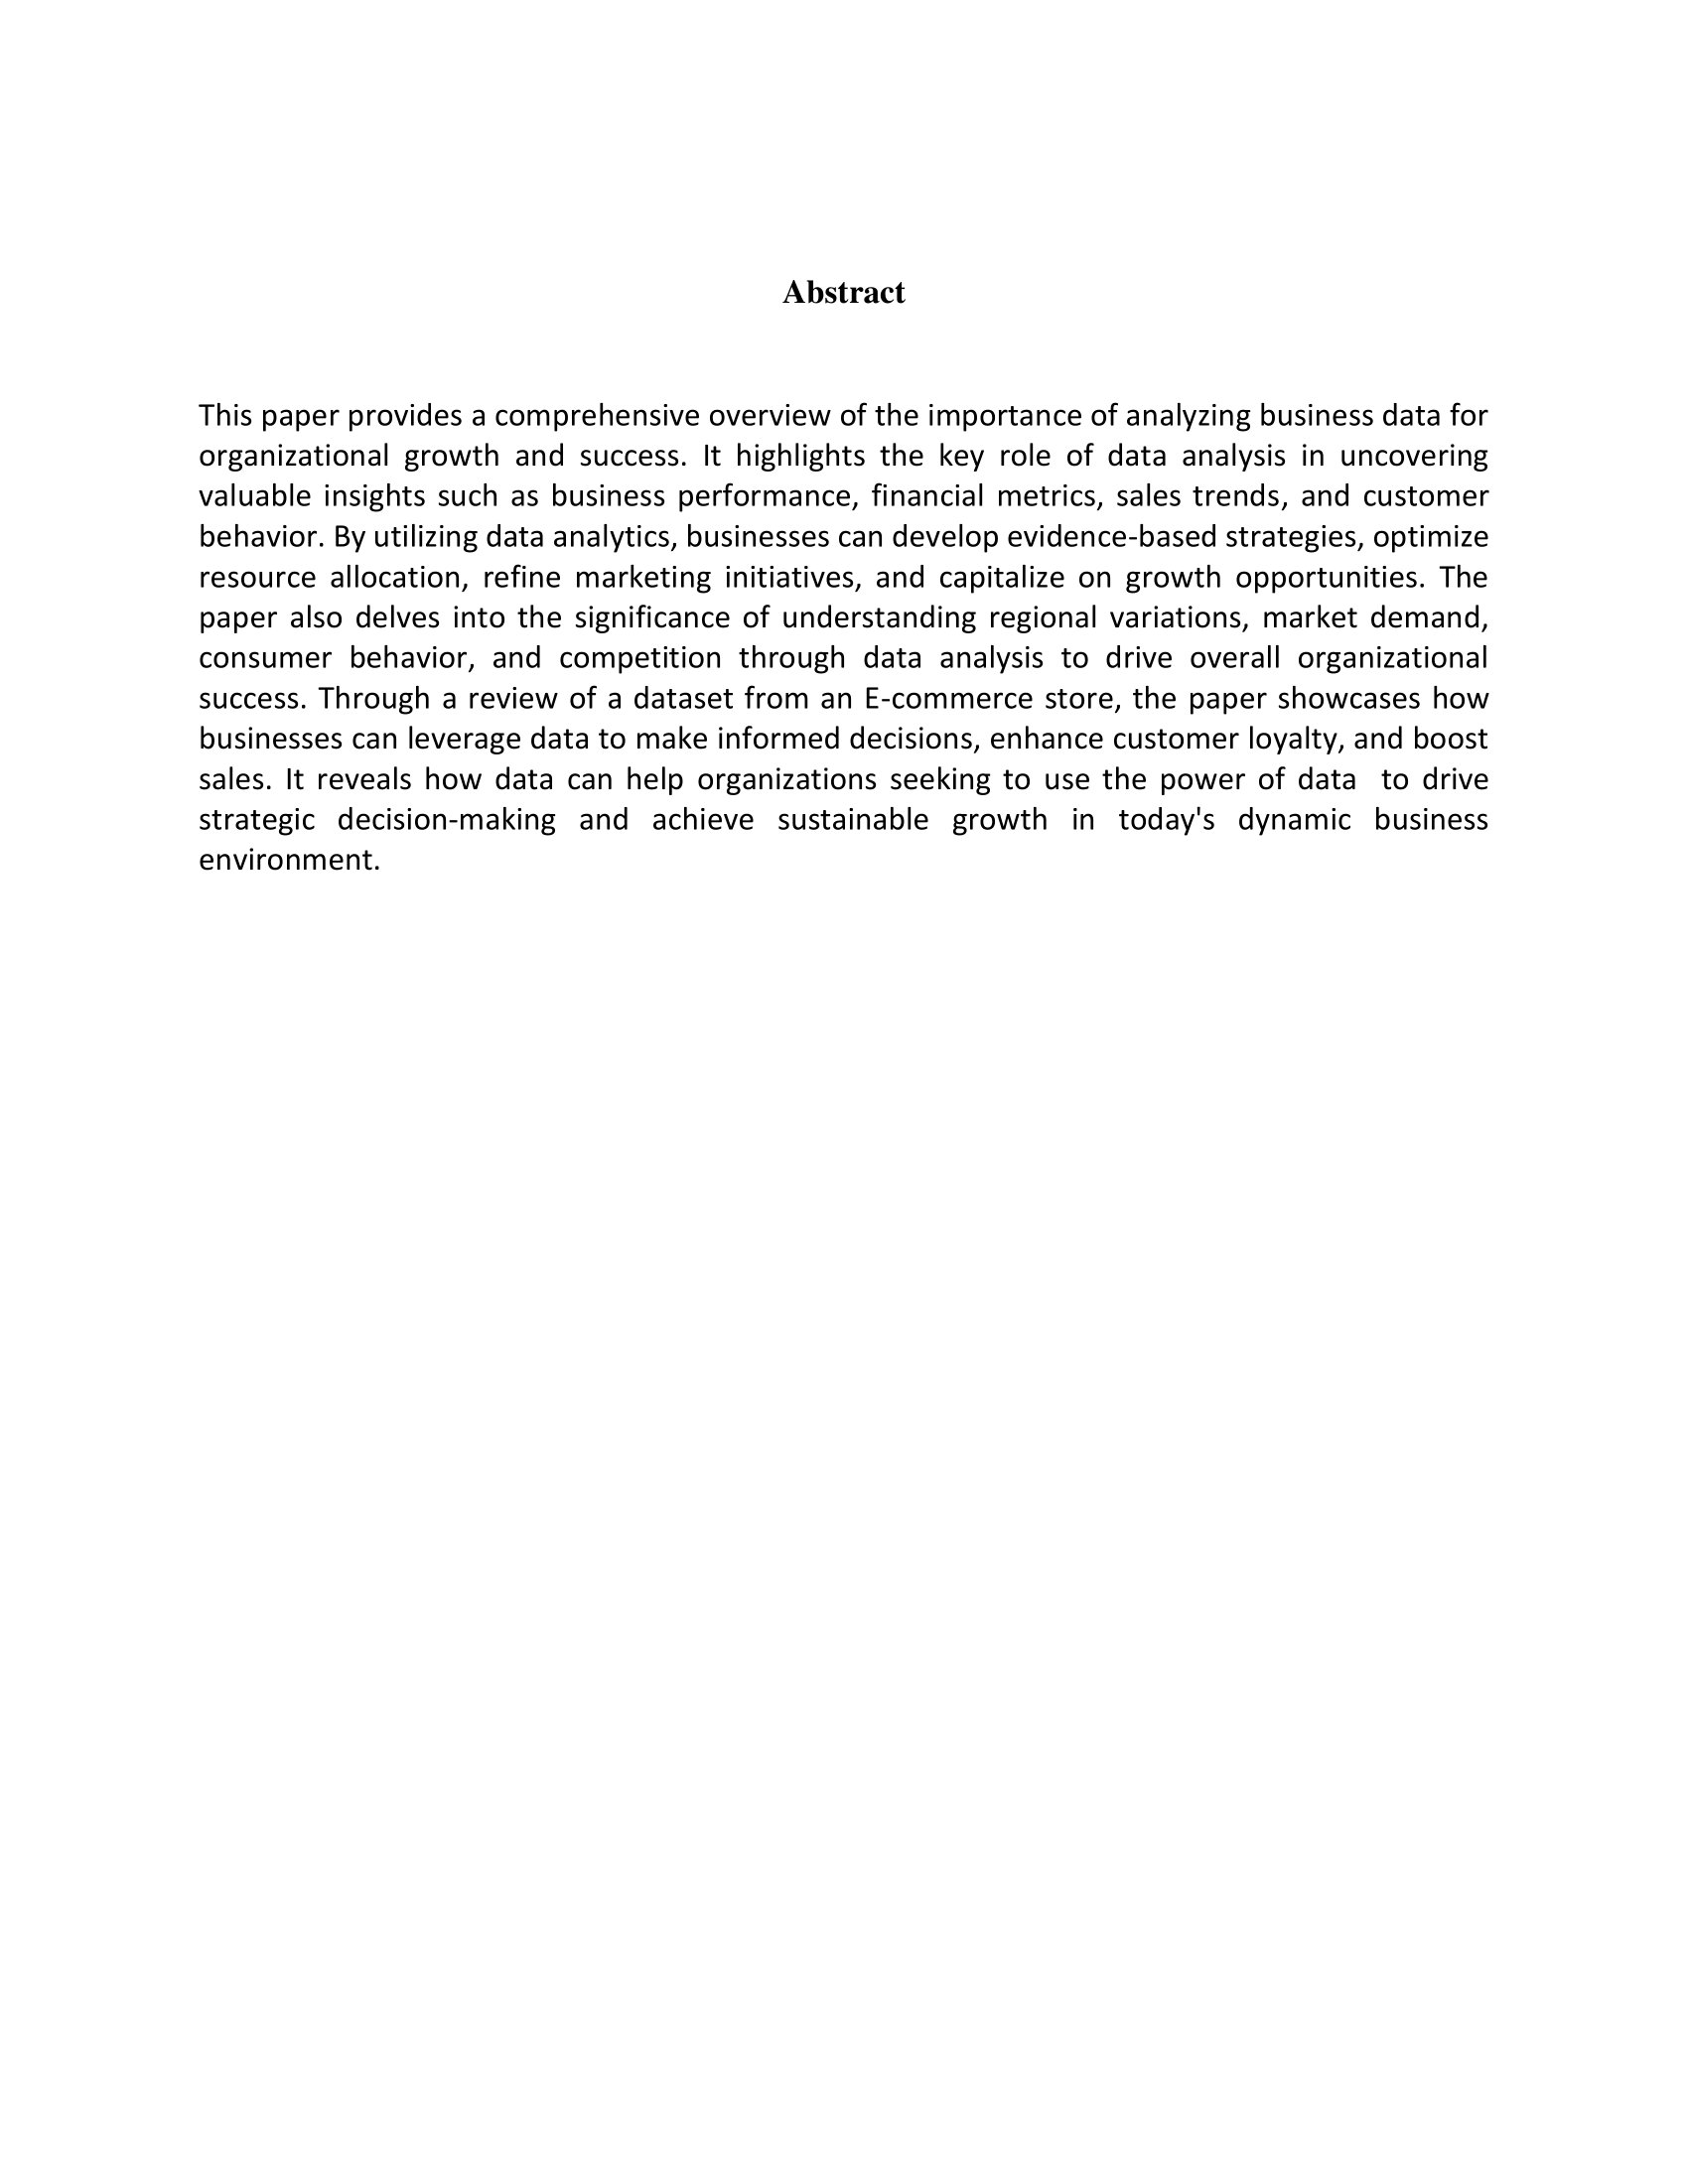 Abstract
This paper provides a comprehensive overview of the importance of analyzing business data for
organizational growth and success. It highlights the key role of data analysis in uncovering
valuable insights such as business performance, financial metrics, sales trends, and customer
behavior. By utilizing data analytics, businesses can develop evidence-based strategies, optimize
resource allocation, refine marketing initiatives, and capitalize on growth opportunities. The
paper also delves into the significance of understanding regional variations, market demand,
consumer behavior, and competition through data analysis to drive overall organizational
success. Through a review of a dataset from an E-commerce store, the paper showcases how
businesses can leverage data to make informed decisions, enhance customer loyalty, and boost
sales. It reveals how data can help organizations seeking to use the power of data  to drive
strategic decision-making and achieve sustainable growth in today's dynamic business
environment.